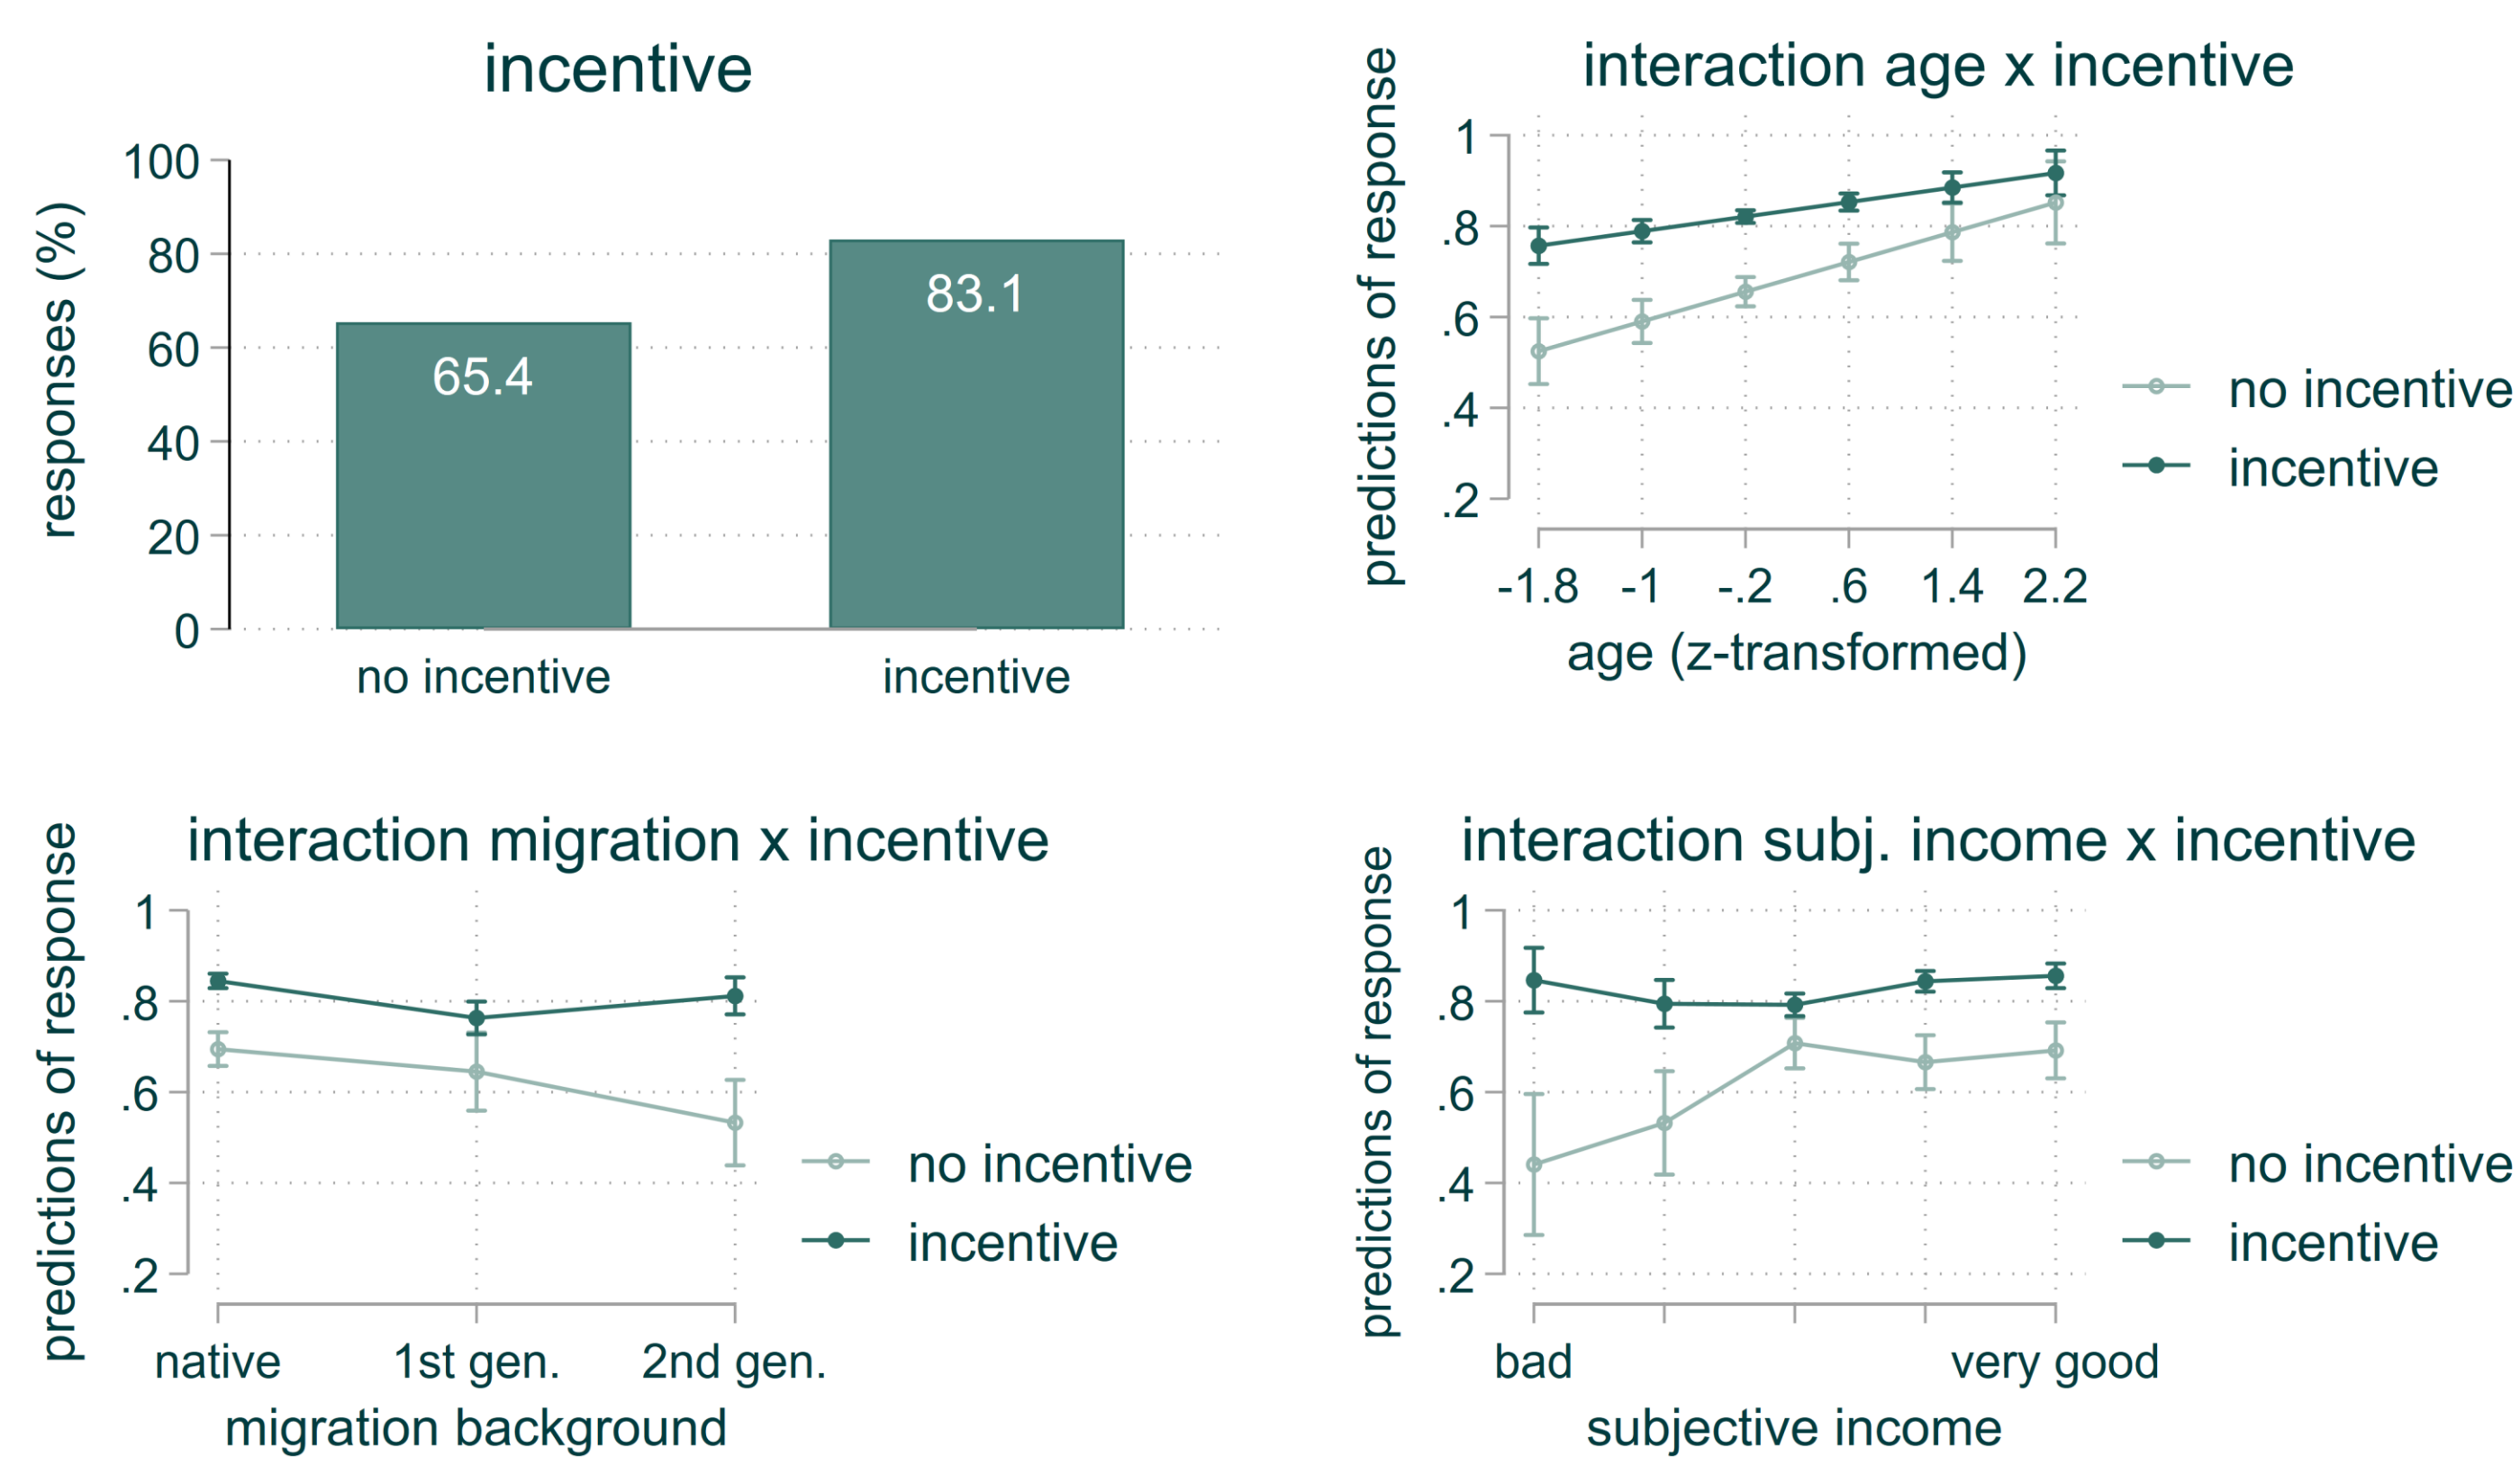 incentive
responses (%)
100
80
60
40
20
0
65.4
83.1
no incentive
incentive
interaction age x incentive
predictions of response
1
.8
.6
.4
.2
-1.8
-1
-.2
.6
1.4
2.2
age (z-transformed)
no incentive
incentive
interaction migration x incentive
predictions of response
1
.8
.6
.4
.2
native
1st gen.
2nd gen.
migration background
no incentive
incentive
interaction subj. income x incentive
predictions of response
1
.8
.6
.4
.2
bad
very good
subjective income
no incentive
incentive